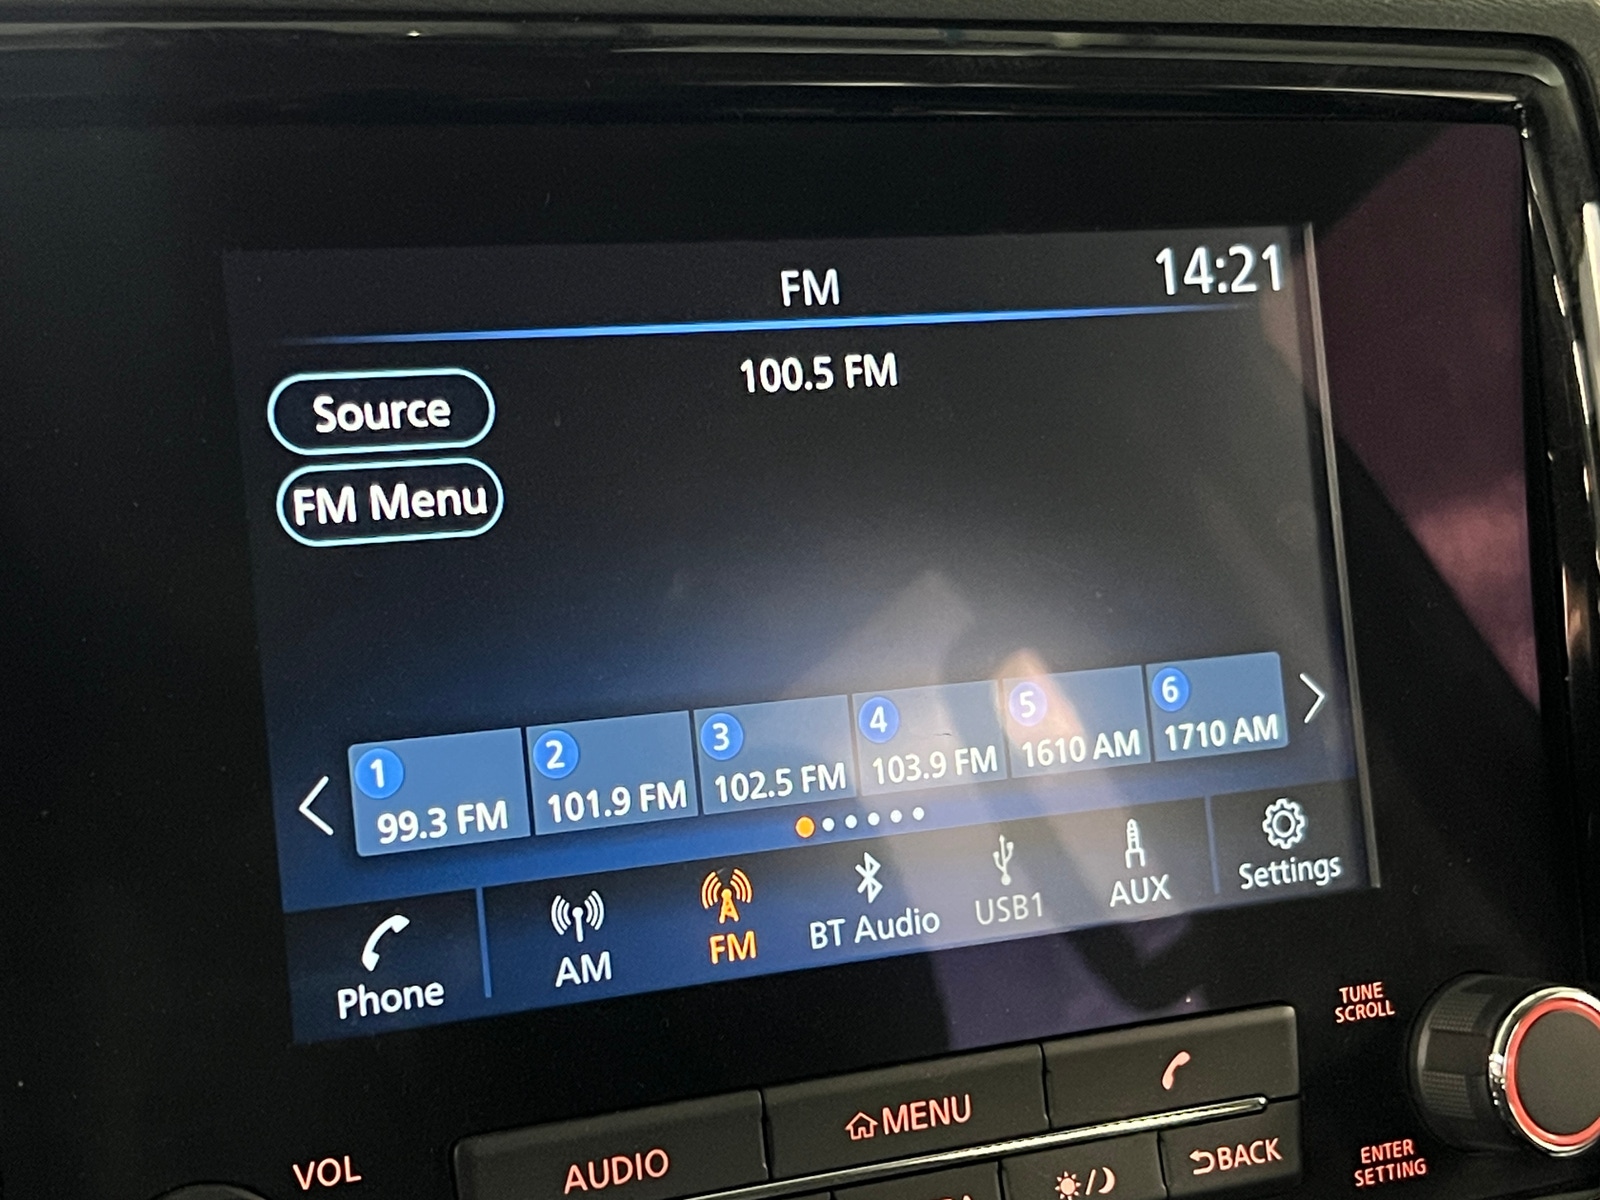 FM
14:21
100.5 FM
Source
FM Menu
1
99.3 FM
2
101.9 FM
3
102.5 FM
4
103.9 FM
5
1610 AM
6
1710 AM
Phone
AM
FM
BT Audio
USB1
AUX
Settings
TUNE
SCROLL
VOL
AUDIO
MENU
BACK
ENTER
SETTING